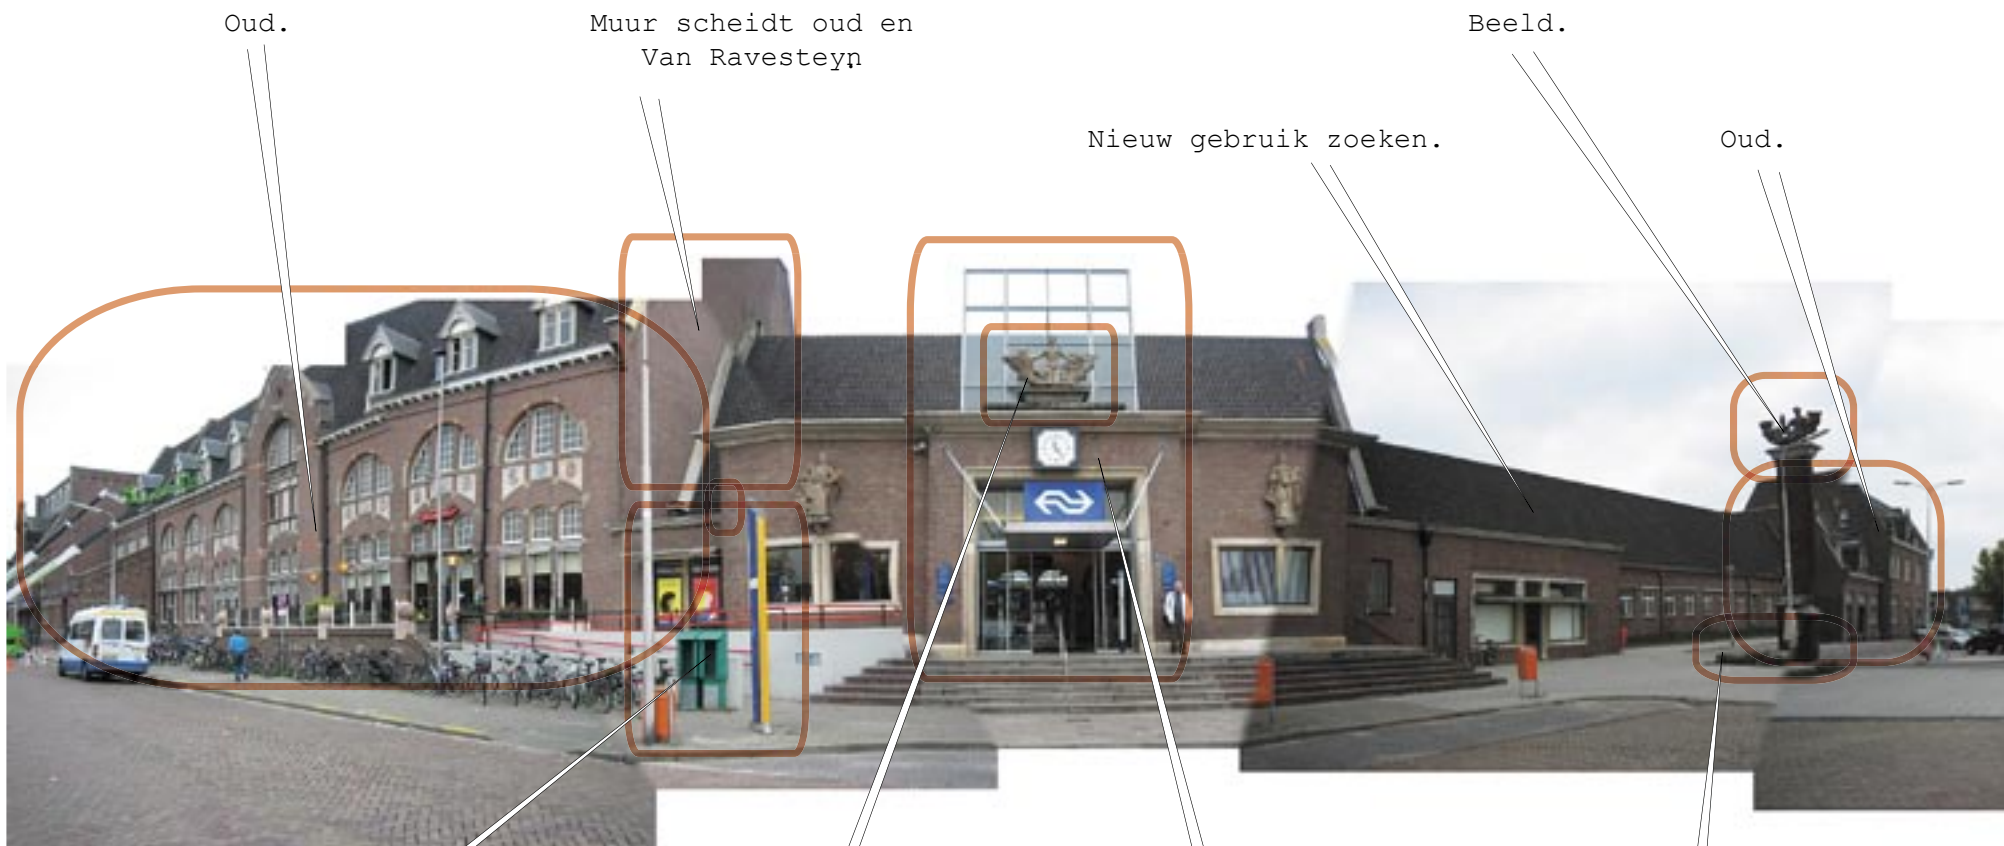 Oud.
Muur scheidt oud en
Van Ravesteyn.
Beeld.
Nieuw gebruik zoeken.
Oud.